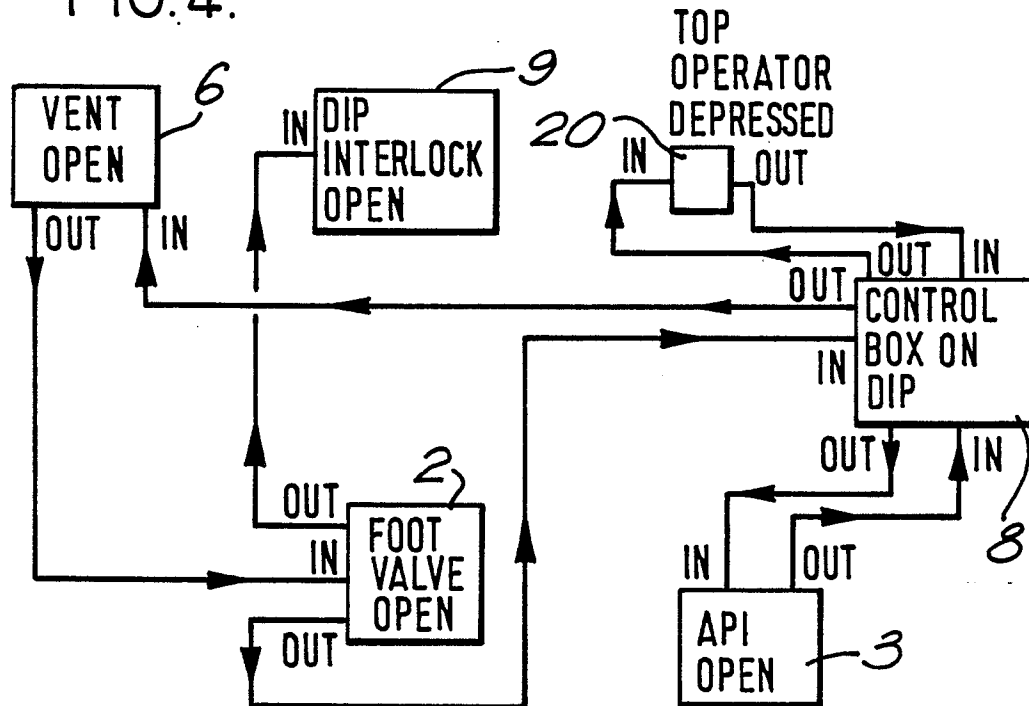 FIG.4.
VENT
OPEN
6
OUT
IN
IN
DIP
INTERLOCK
OPEN
9
TOP
OPERATOR
DEPRESSED
20
IN
OUT
OUT
IN
OUT
CONTROL
BOX ON
DIP
IN
OUT
IN
8
2
OUT
IN
FOOT
VALVE
OPEN
OUT
IN
OUT
API
OPEN
3